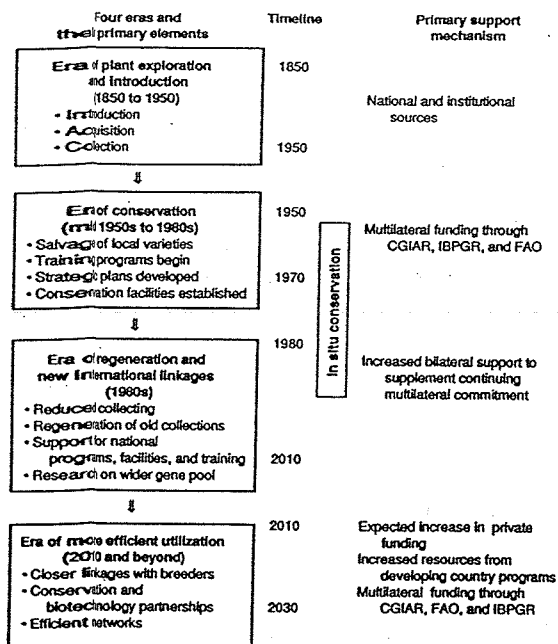 Four eras and
their primary elements
Timeline
Primary support
mechanism
Era of plant exploration
and introduction
(1850 to 1950)
• Introduction
• Acquisition
• Collection
1850
1950
National and institutional
sources
⇓
Era of conservation
(mid 1950s to 1980s)
• Salvage of local varieties
• Training programs begin
• Strategic plans developed
• Conservation facilities established
1950
1970
In situ conservation
Multilateral funding through
CGIAR, IBPGR, and FAO
⇓
Era of regeneration and
new international linkages
(1980s)
• Reduced collecting
• Regeneration of old collections
• Support for national
programs, facilities, and training
• Research on wider gene pool
1980
2010
Increased bilateral support to
supplement continuing
multilateral commitment
⇓
Era of more efficient utilization
(2010 and beyond)
• Closer linkages with breeders
• Conservation and
biotechnology partnerships
• Efficient networks
2010
2030
Expected increase in private
funding
Increased resources from
developing country programs
Multilateral funding through
CGIAR, FAO, and IBPGR